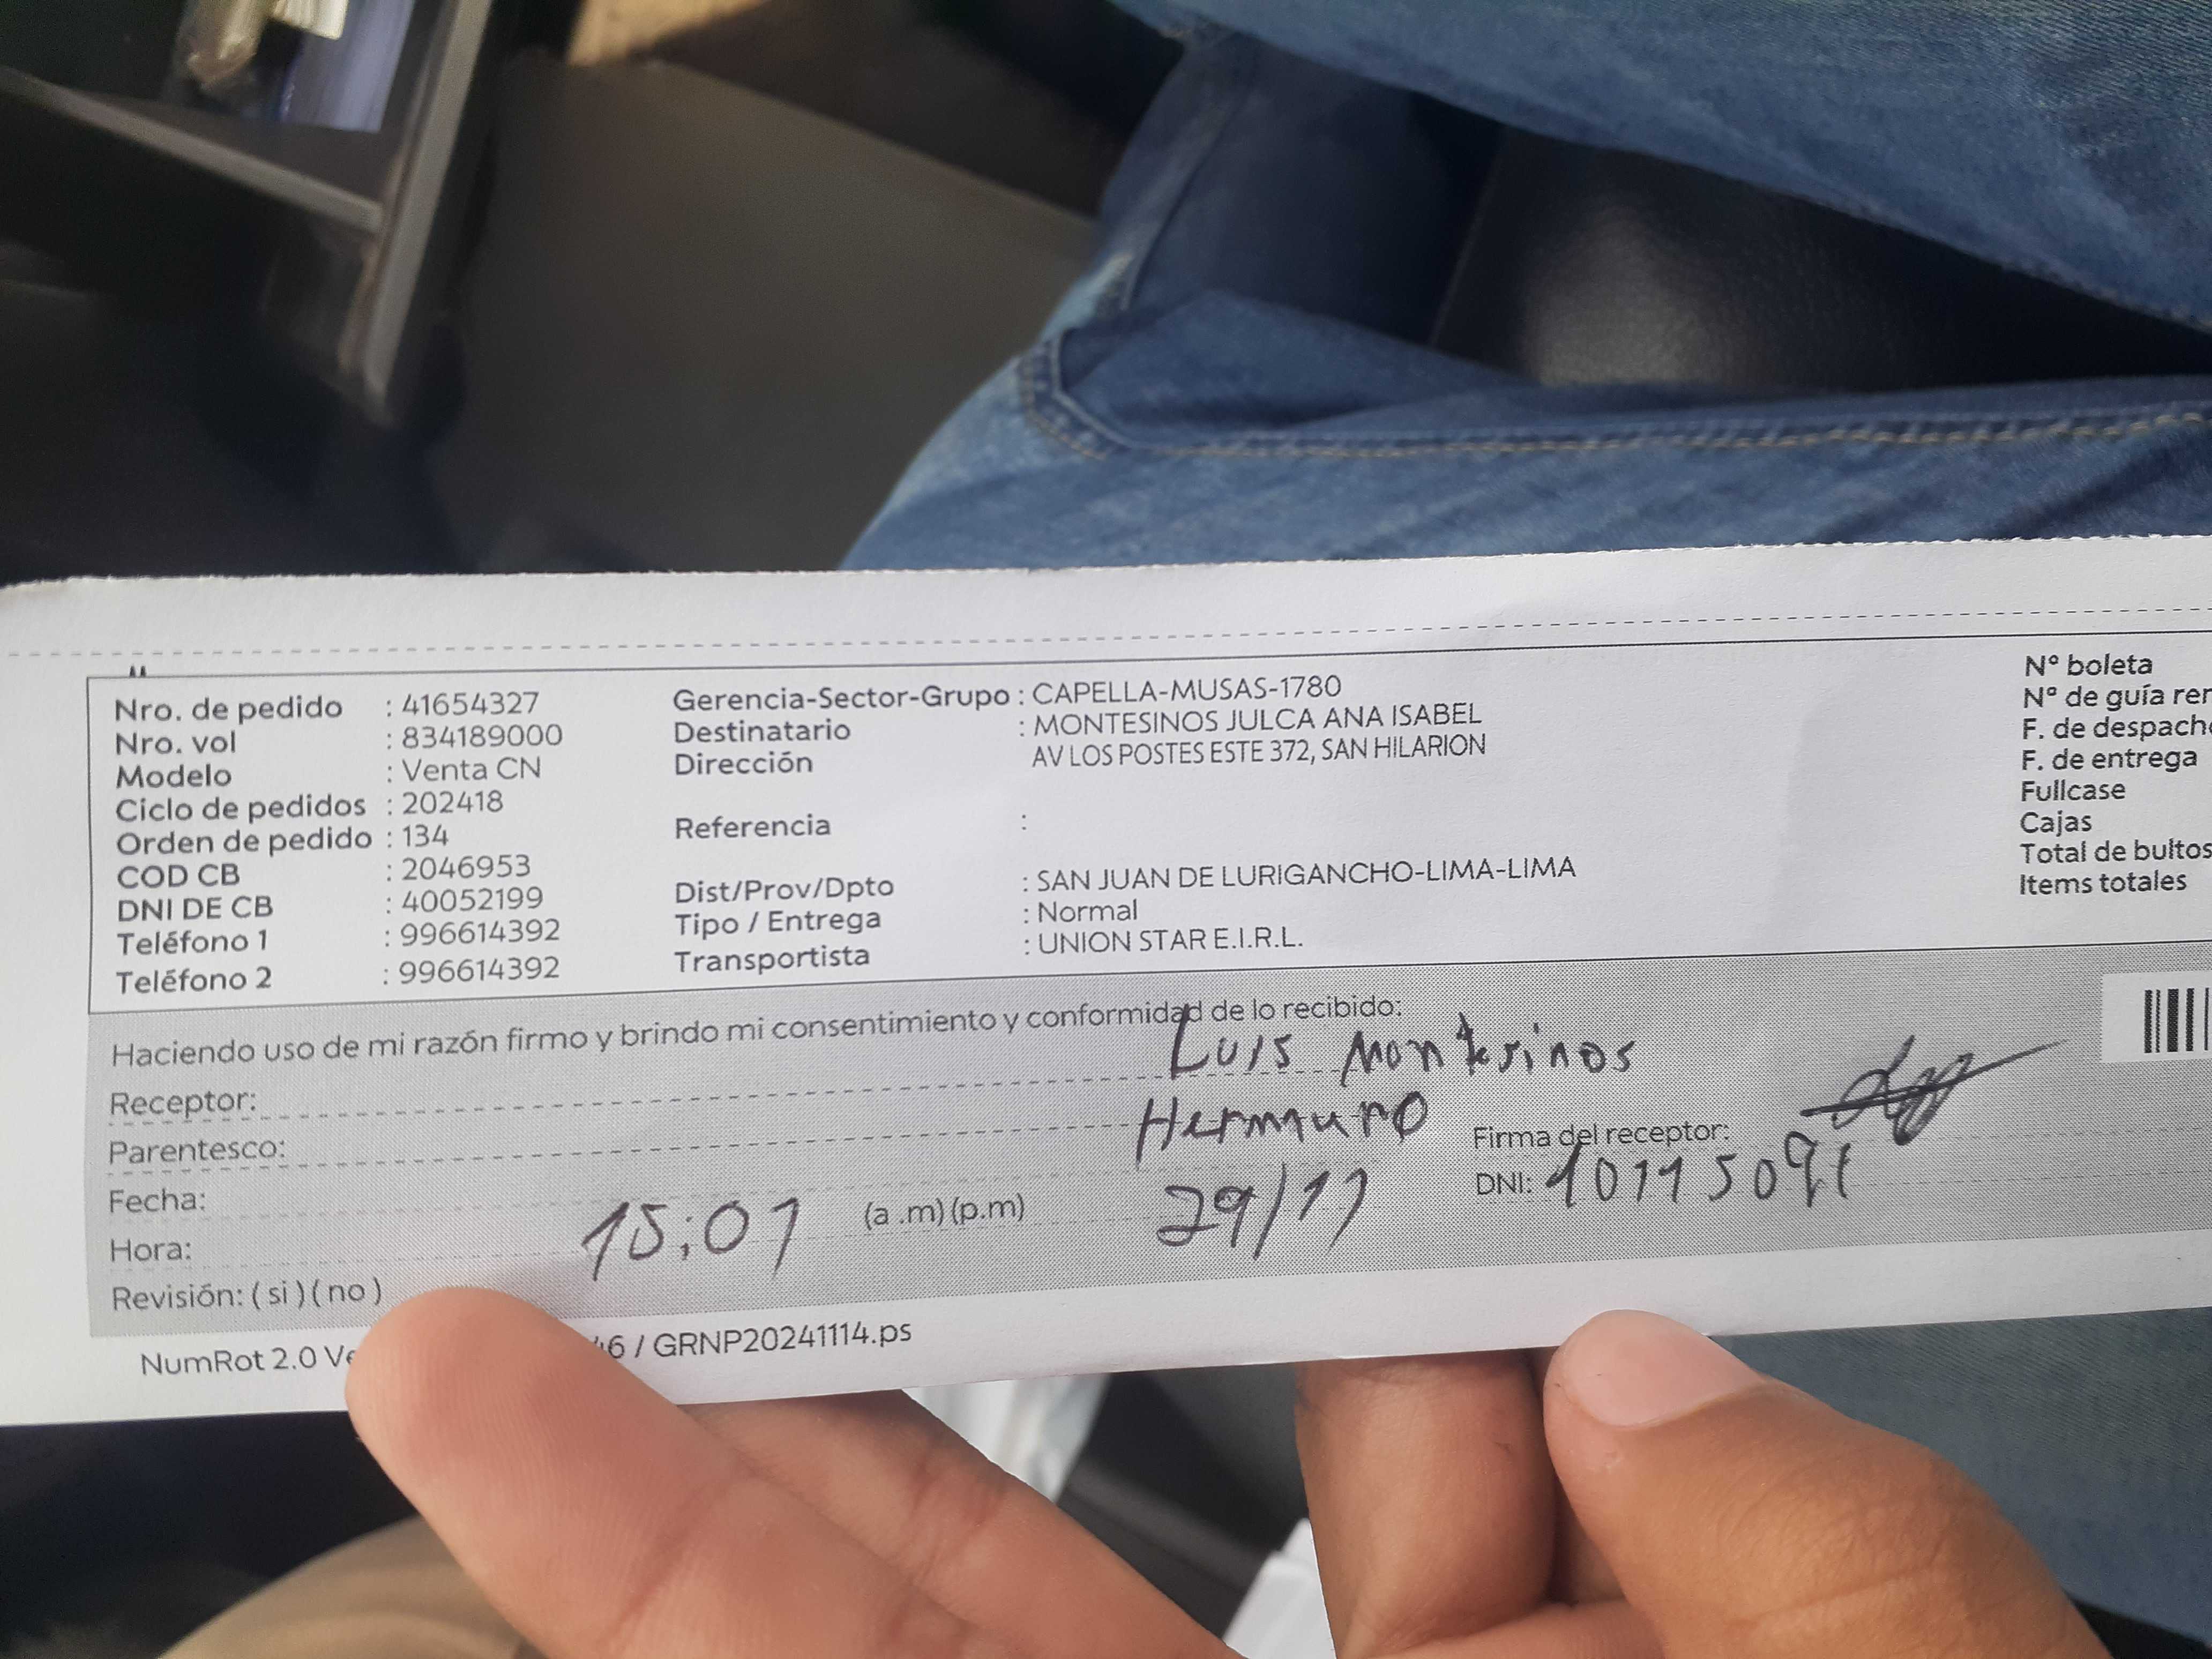 Nro. de pedido : 41654327
Nro. vol : 834189000
Modelo : Venta CN
Ciclo de pedidos : 202418
Orden de pedido : 134
COD CB : 2046953
DNI DE CB : 40052199
Teléfono 1 : 996614392
Teléfono 2 : 996614392
Gerencia-Sector-Grupo : CAPELLA-MUSAS-1780
Destinatario : MONTESINOS JULCA ANA ISABEL
Dirección AV LOS POSTES ESTE 372, SAN HILARION
Referencia :
Dist/Prov/Dpto : SAN JUAN DE LURIGANCHO-LIMA-LIMA
Tipo / Entrega : Normal
Transportista : UNION STAR E.I.R.L.
N° boleta
N° de guía
F. de despacho
F. de entrega
Fullcase
Cajas
Total de bultos
Items totales
Haciendo uso de mi razón firmo y brindo mi consentimiento y conformidad de lo recibido:
Receptor: Luis Montesinos
Parentesco: Hermano
Firma del receptor:
Fecha: 29/11
DNI: 10115091
Hora: 15:01 (a .m) (p.m)
Revisión: ( si ) ( no )
NumRot 2.0 / GRNP20241114.ps